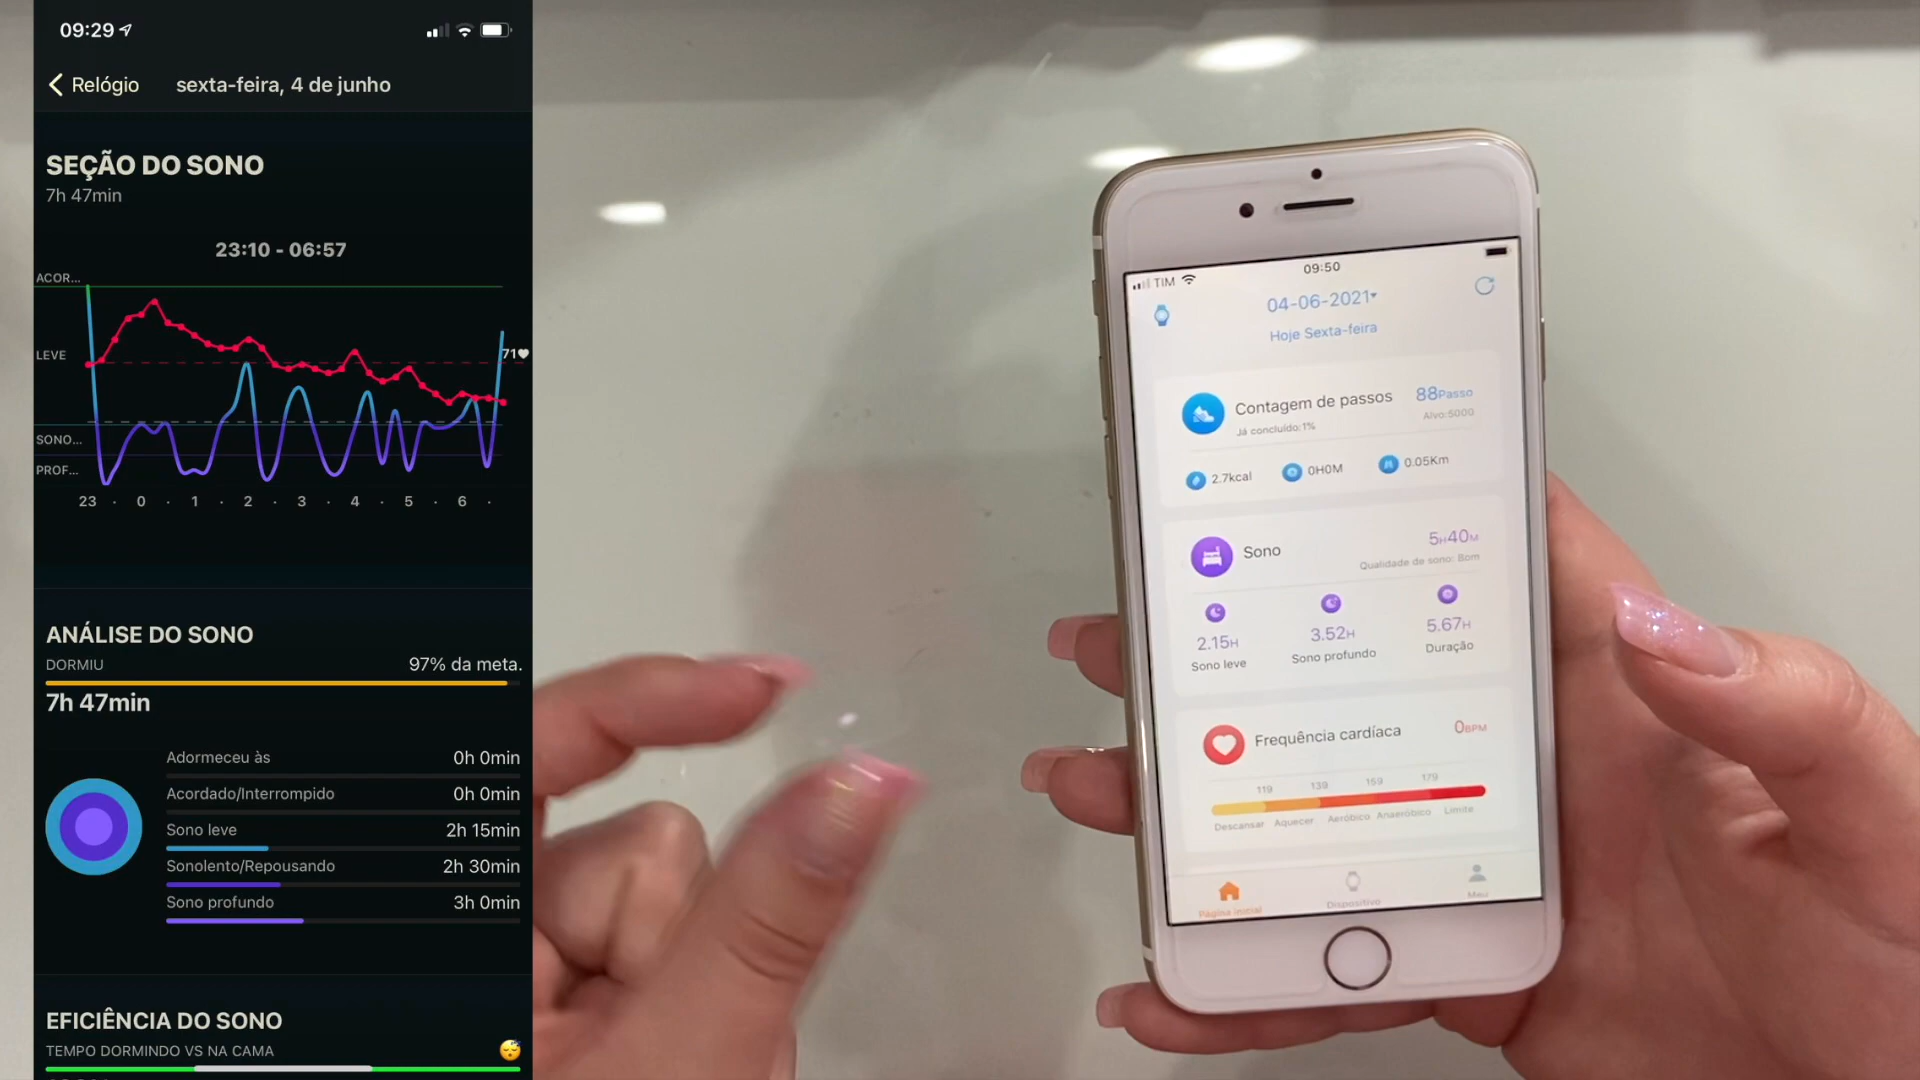 09:29
Relógio
sexta-feira, 4 de junho
SEÇÃO DO SONO
7h 47min
23:10 - 06:57
ACOR...
LEVE
71
SONO...
PROF...
23 · 0 · 1 · 2 · 3 · 4 · 5 · 6 ·
ANÁLISE DO SONO
DORMIU
97% da meta.
7h 47min
Adormeceu às
0h 0min
Acordado/Interrompido
0h 0min
Sono leve
2h 15min
Sonolento/Repousando
2h 30min
Sono profundo
3h 0min
EFICIÊNCIA DO SONO
TEMPO DORMINDO VS NA CAMA
TIM
09:50
04-06-2021
Hoje Sexta-feira
Contagem de passos
88Passo
Já concluído:1%
Alvo:5000
2.7kcal
0H0M
0.05Km
Sono
5H40M
Qualidade de sono: Bom
2.15H
3.52H
5.67H
Sono leve
Sono profundo
Duração
Frequência cardíaca
0BPM
119
139
159
179
Descansar
Aquecer
Aeróbico
Anaeróbico
Limite
Página inicial
Dispositivo
Meu